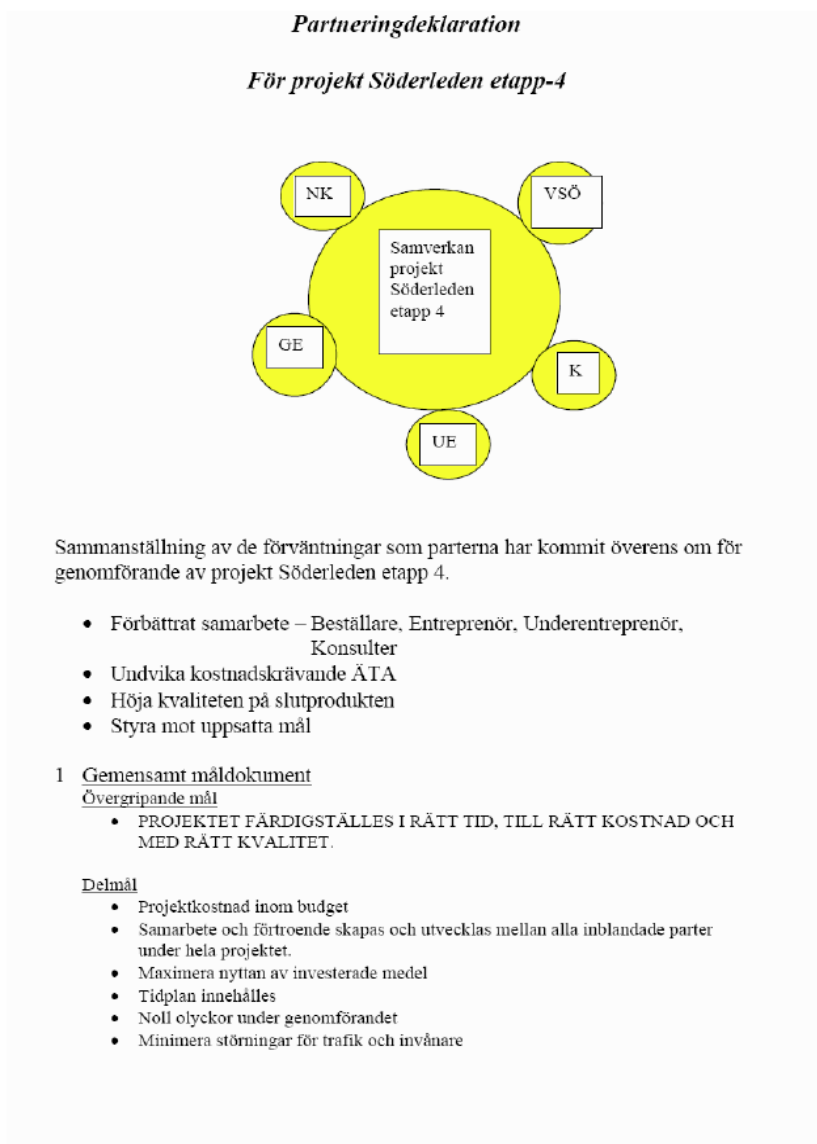 Partneringdeklaration
För projekt Söderleden etapp-4
NK
VSÖ
Samverkan
projekt
Söderleden
etapp 4
GE
K
UE
Sammanställning av de förväntningar som parterna har kommit överens om för
genomförande av projekt Söderleden etapp 4.
• Förbättrat samarbete – Beställare, Entreprenör, Underentreprenör,
Konsulter
• Undvika kostnadskrävande ÄTA
• Höja kvaliteten på slutprodukten
• Styra mot uppsatta mål
1 Gemensamt måldokument
Övergripande mål
• PROJEKTET FÄRDIGSTÄLLES I RÄTT TID, TILL RÄTT KOSTNAD OCH
MED RÄTT KVALITET.
Delmål
• Projektkostnad inom budget
• Samarbete och förtroende skapas och utvecklas mellan alla inblandade parter
under hela projektet.
• Maximera nyttan av investerade medel
• Tidplan innehålles
• Noll olyckor under genomförandet
• Minimera störningar för trafik och invånare